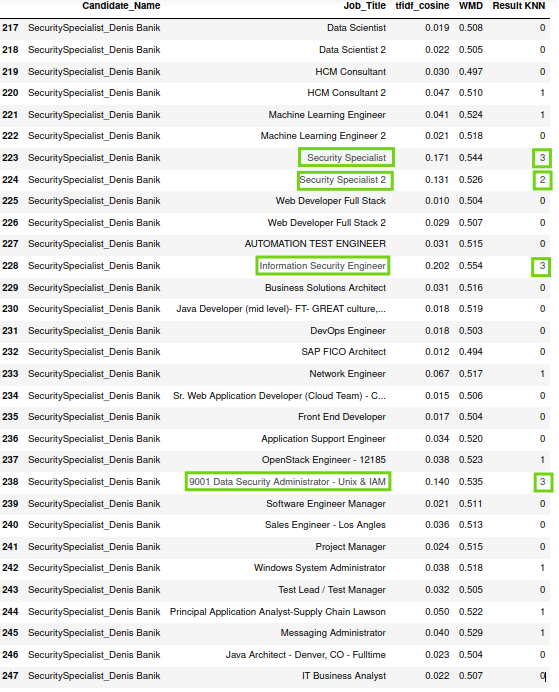 Candidate_Name Job_Title tfidf_cosine WMD Result KNN
217 SecuritySpecialist_Denis Banik Data Scientist 0.019 0.508 0
218 SecuritySpecialist_Denis Banik Data Scientist 2 0.022 0.505 0
219 SecuritySpecialist_Denis Banik HCM Consultant 0.030 0.497 0
220 SecuritySpecialist_Denis Banik HCM Consultant 2 0.047 0.510 1
221 SecuritySpecialist_Denis Banik Machine Learning Engineer 0.041 0.524 1
222 SecuritySpecialist_Denis Banik Machine Learning Engineer 2 0.021 0.518 0
223 SecuritySpecialist_Denis Banik Security Specialist 0.171 0.544 3
224 SecuritySpecialist_Denis Banik Security Specialist 2 0.131 0.526 2
225 SecuritySpecialist_Denis Banik Web Developer Full Stack 0.010 0.504 0
226 SecuritySpecialist_Denis Banik Web Developer Full Stack 2 0.029 0.507 0
227 SecuritySpecialist_Denis Banik AUTOMATION TEST ENGINEER 0.031 0.515 0
228 SecuritySpecialist_Denis Banik Information Security Engineer 0.202 0.554 3
229 SecuritySpecialist_Denis Banik Business Solutions Architect 0.031 0.516 0
230 SecuritySpecialist_Denis Banik Java Developer (mid level)- FT- GREAT culture,... 0.018 0.519 0
231 SecuritySpecialist_Denis Banik DevOps Engineer 0.018 0.503 0
232 SecuritySpecialist_Denis Banik SAP FICO Architect 0.012 0.494 0
233 SecuritySpecialist_Denis Banik Network Engineer 0.067 0.517 1
234 SecuritySpecialist_Denis Banik Sr. Web Application Developer (Cloud Team) - C... 0.015 0.506 0
235 SecuritySpecialist_Denis Banik Front End Developer 0.017 0.504 0
236 SecuritySpecialist_Denis Banik Application Support Engineer 0.034 0.520 0
237 SecuritySpecialist_Denis Banik OpenStack Engineer - 12185 0.038 0.523 1
238 SecuritySpecialist_Denis Banik 9001 Data Security Administrator - Unix & IAM 0.140 0.535 3
239 SecuritySpecialist_Denis Banik Software Engineer Manager 0.021 0.511 0
240 SecuritySpecialist_Denis Banik Sales Engineer - Los Angles 0.036 0.513 0
241 SecuritySpecialist_Denis Banik Project Manager 0.024 0.515 0
242 SecuritySpecialist_Denis Banik Windows System Administrator 0.038 0.518 1
243 SecuritySpecialist_Denis Banik Test Lead / Test Manager 0.032 0.505 0
244 SecuritySpecialist_Denis Banik Principal Application Analyst-Supply Chain Lawson 0.050 0.522 1
245 SecuritySpecialist_Denis Banik Messaging Administrator 0.040 0.529 1
246 SecuritySpecialist_Denis Banik Java Architect - Denver, CO - Fulltime 0.023 0.504 0
247 SecuritySpecialist_Denis Banik IT Business Analyst 0.022 0.507 0